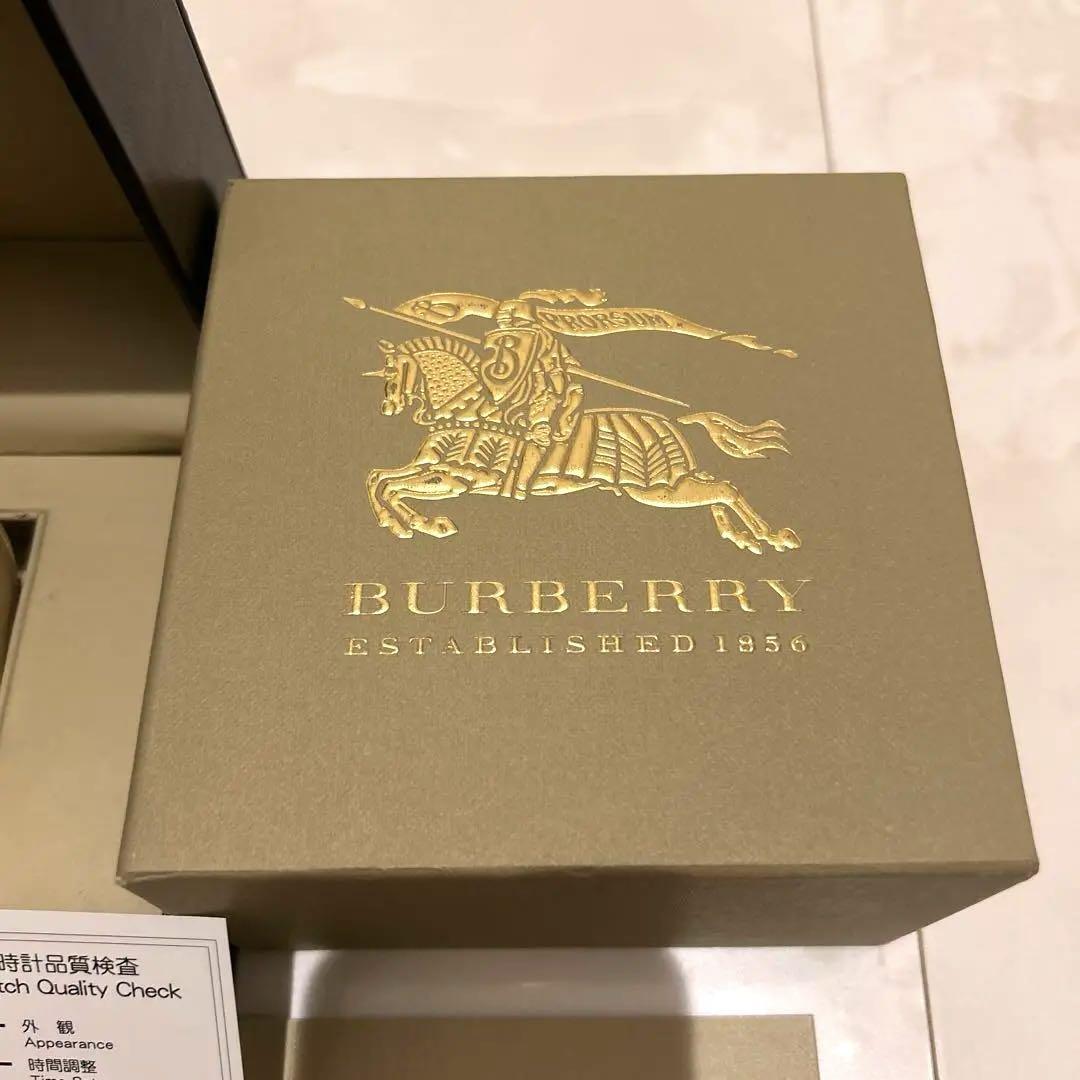 PRORSUM
B
BURBERRY
ESTABLISHED 1856
時計品質検査
tch Quality Check
外 観
Appearance
時間調整